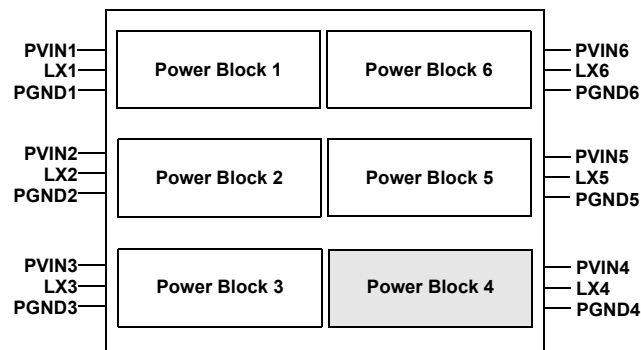 PVIN1
LX1
PGND1
Power Block 1
Power Block 6
PVIN6
LX6
PGND6
PVIN2
LX2
PGND2
Power Block 2
Power Block 5
PVIN5
LX5
PGND5
PVIN3
LX3
PGND3
Power Block 3
Power Block 4
PVIN4
LX4
PGND4